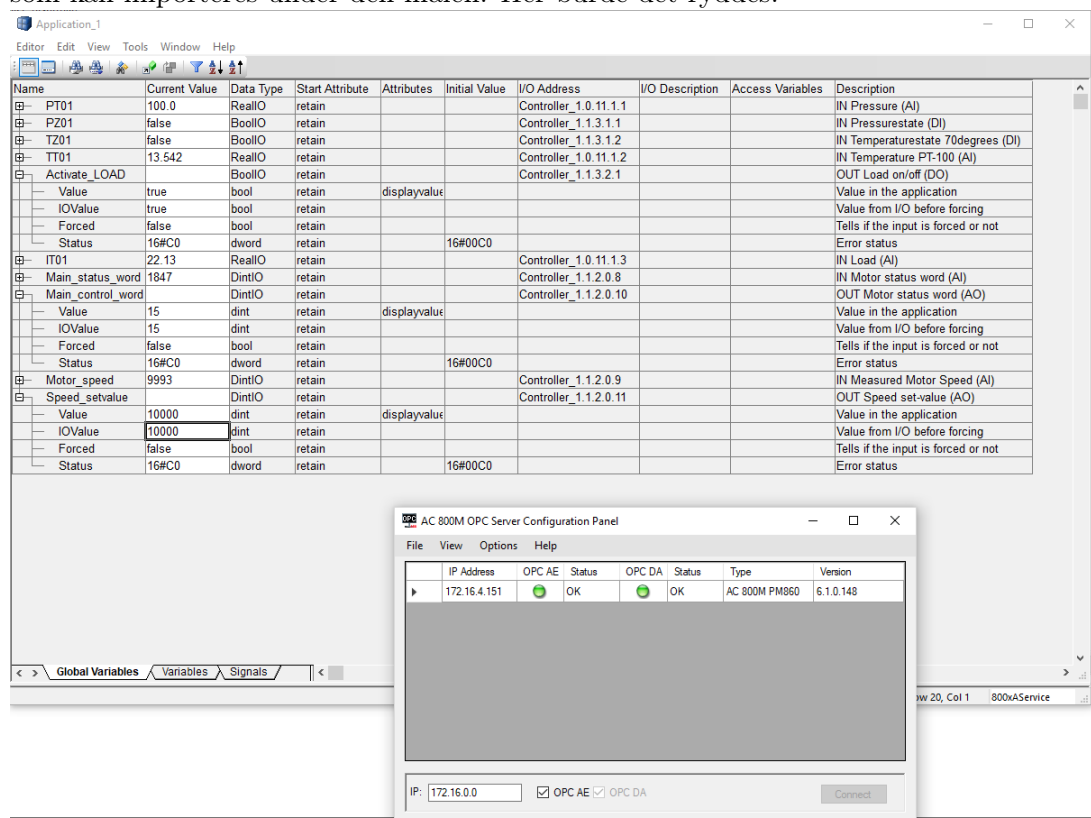 som kan importeres under den maien. Her burde det ryddes.
Application_1
Editor Edit View Tools Window Help
Name Current Value Data Type Start Attribute Attributes Initial Value I/O Address I/O Description Access Variables Description
PT01 100.0 RealIO retain Controller_1.0.11.1.1 IN Pressure (AI)
PZ01 false BoolIO retain Controller_1.1.3.1.1 IN Pressurestate (DI)
TZ01 false BoolIO retain Controller_1.1.3.1.2 IN Temperaturestate 70degrees (DI)
TT01 13.542 RealIO retain Controller_1.0.11.1.2 IN Temperature PT-100 (AI)
Activate_LOAD BoolIO retain Controller_1.1.3.2.1 OUT Load on/off (DO)
Value true bool retain displayvalue Value in the application
IOValue true bool retain Value from I/O before forcing
Forced false bool retain Tells if the input is forced or not
Status 16#C0 dword retain 16#00C0 Error status
IT01 22.13 RealIO retain Controller_1.0.11.1.3 IN Load (AI)
Main_status_word 1847 DintIO retain Controller_1.1.2.0.8 IN Motor status word (AI)
Main_control_word DintIO retain Controller_1.1.2.0.10 OUT Motor status word (AO)
Value 15 dint retain displayvalue Value in the application
IOValue 15 dint retain Value from I/O before forcing
Forced false bool retain Tells if the input is forced or not
Status 16#C0 dword retain 16#00C0 Error status
Motor_speed 9993 DintIO retain Controller_1.1.2.0.9 IN Measured Motor Speed (AI)
Speed_setvalue DintIO retain Controller_1.1.2.0.11 OUT Speed set-value (AO)
Value 10000 dint retain displayvalue Value in the application
IOValue 10000 dint retain Value from I/O before forcing
Forced false bool retain Tells if the input is forced or not
Status 16#C0 dword retain 16#00C0 Error status
AC 800M OPC Server Configuration Panel
File View Options Help
IP Address OPC AE Status OPC DA Status Type Version
172.16.4.151 OK OK AC 800M PM860 6.1.0.148
Global Variables Variables Signals
Row 20, Col 1 800xAService
IP: 172.16.0.0 OPC AE OPC DA Connect